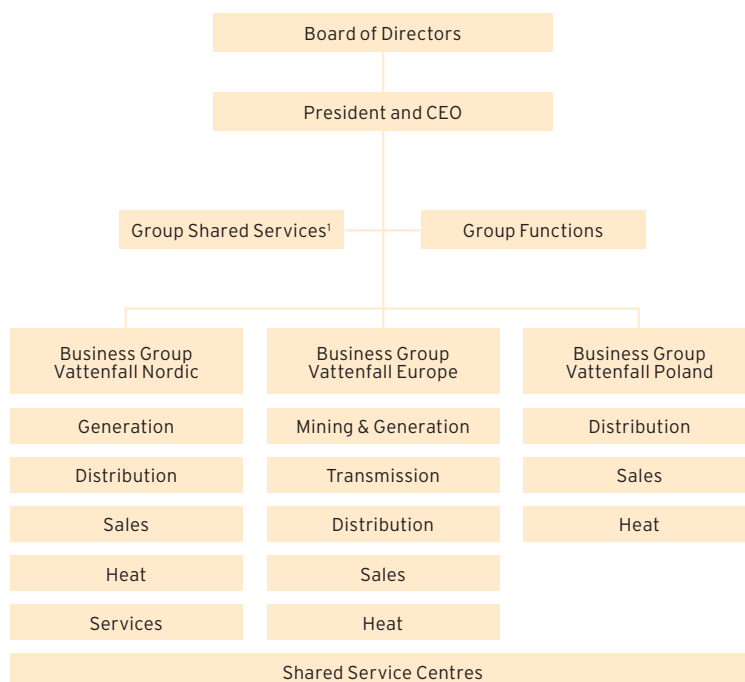 Board of Directors
President and CEO
Group Shared Services¹
Group Functions
Business Group
Vattenfall Nordic
Generation
Distribution
Sales
Heat
Services
Business Group
Vattenfall Europe
Mining & Generation
Transmission
Distribution
Sales
Heat
Business Group
Vattenfall Poland
Distribution
Sales
Heat
Shared Service Centres